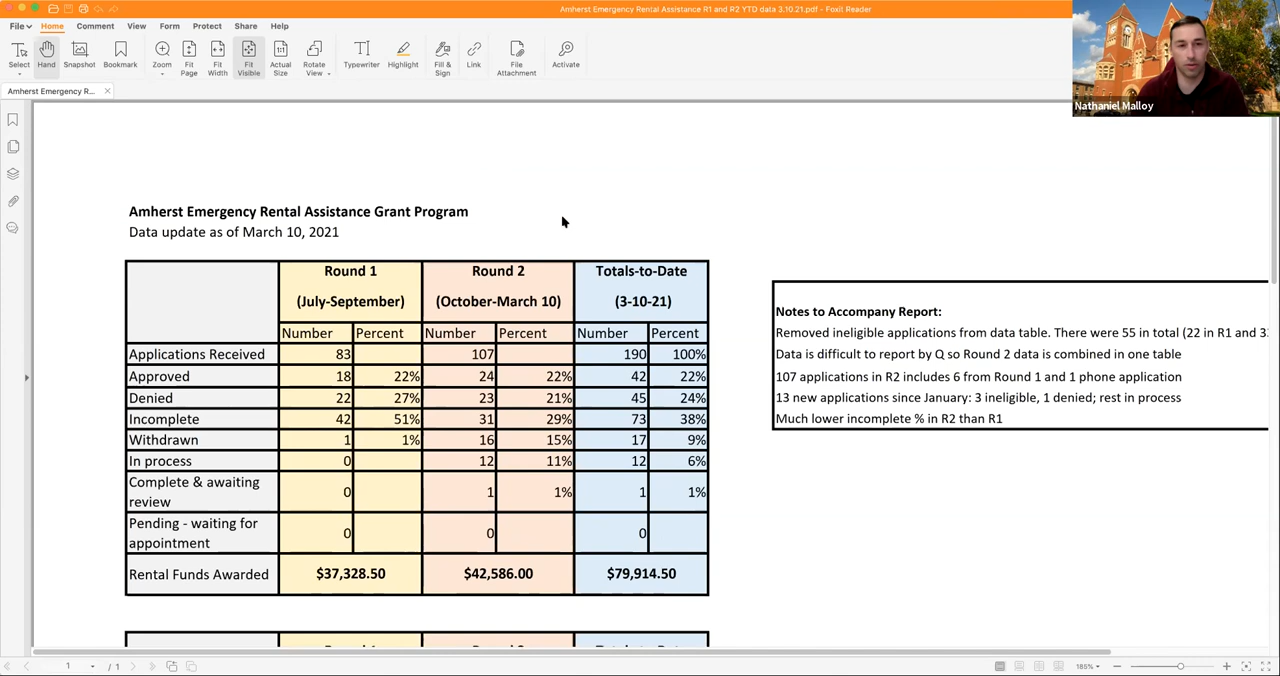 Amherst Emergency Rental Assistance R1 and R2 YTD data 3.10.21.pdf - Foxit Reader
File Home Comment View Form Protect Share Help
Select Hand Snapshot Bookmark Zoom Fit Page Fit Width Fit Visible Actual Size Rotate View Typewriter Highlight Fill & Sign Link File Attachment Activate
Nathaniel Malloy
Amherst Emergency R...
Amherst Emergency Rental Assistance Grant Program
Data update as of March 10, 2021
Round 1 Round 2 Totals-to-Date
(July-September) (October-March 10) (3-10-21)
Number Percent Number Percent Number Percent
Applications Received 83 107 190 100%
Approved 18 22% 24 22% 42 22%
Denied 22 27% 23 21% 45 24%
Incomplete 42 51% 31 29% 73 38%
Withdrawn 1 1% 16 15% 17 9%
In process 0 12 11% 12 6%
Complete & awaiting review 0 1 1% 1 1%
Pending - waiting for appointment 0 0 0
Rental Funds Awarded $37,328.50 $42,586.00 $79,914.50
Notes to Accompany Report:
Removed ineligible applications from data table. There were 55 in total (22 in R1 and 33
Data is difficult to report by Q so Round 2 data is combined in one table
107 applications in R2 includes 6 from Round 1 and 1 phone application
13 new applications since January: 3 ineligible, 1 denied; rest in process
Much lower incomplete % in R2 than R1
1 / 1 185%